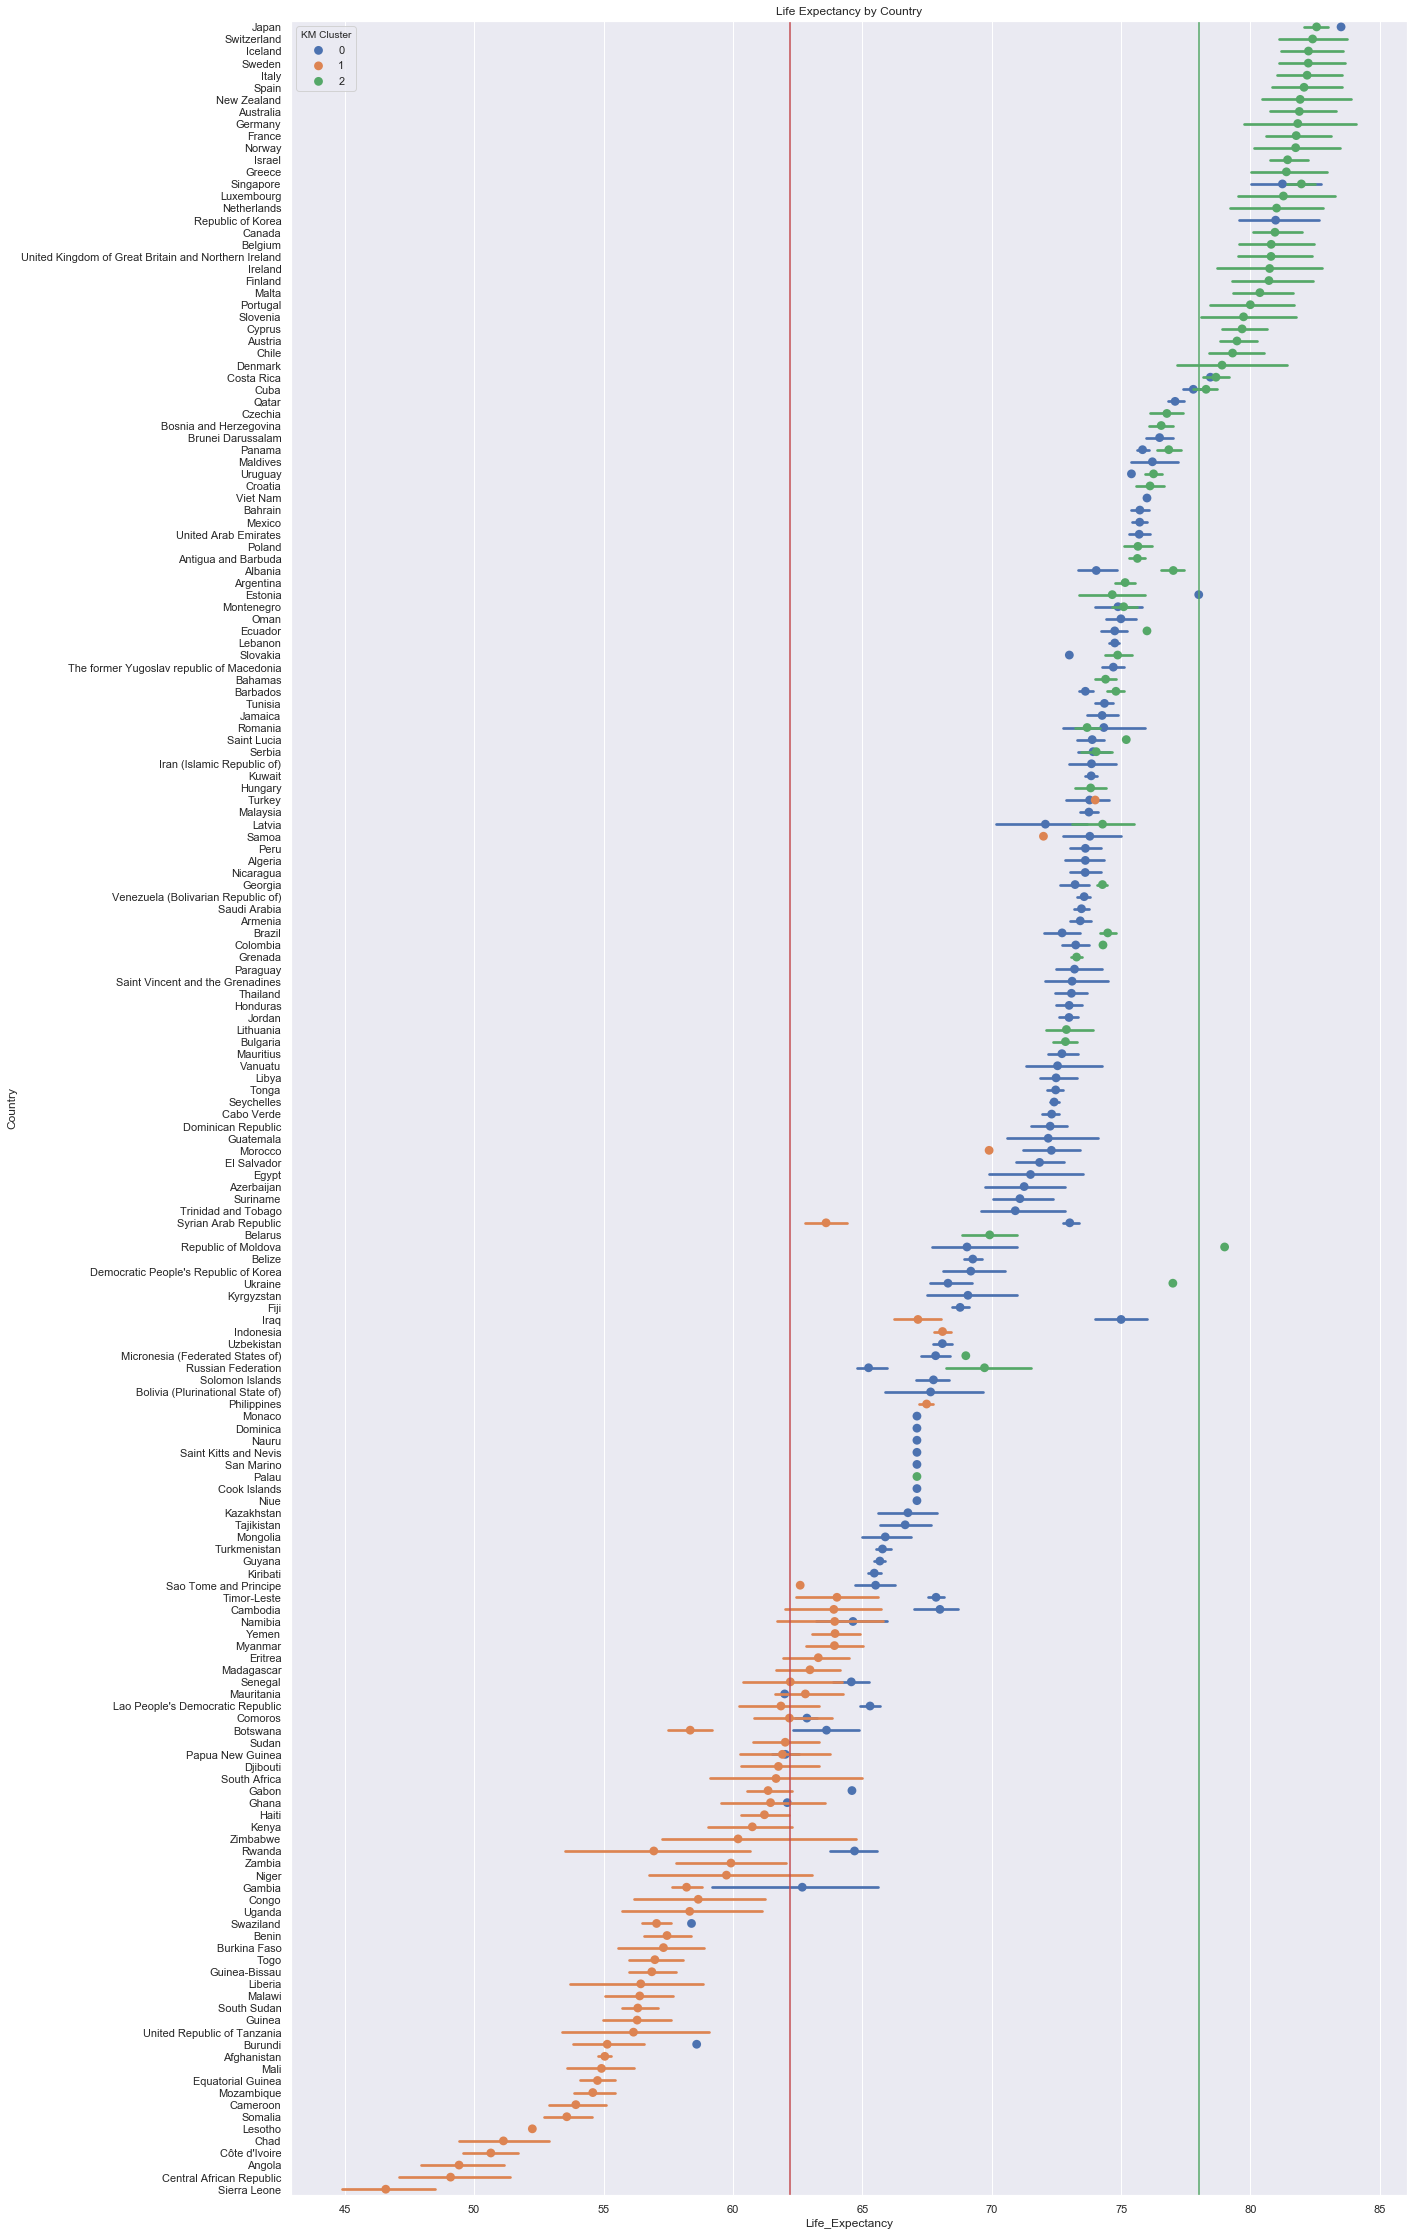 Life Expectancy by Country
KM Cluster
0
1
2
Country
Japan
Switzerland
Iceland
Sweden
Italy
Spain
New Zealand
Australia
Germany
France
Norway
Israel
Greece
Singapore
Luxembourg
Netherlands
Republic of Korea
Canada
Belgium
United Kingdom of Great Britain and Northern Ireland
Ireland
Finland
Malta
Portugal
Slovenia
Cyprus
Austria
Chile
Denmark
Costa Rica
Cuba
Qatar
Czechia
Bosnia and Herzegovina
Brunei Darussalam
Panama
Maldives
Uruguay
Croatia
Viet Nam
Bahrain
Mexico
United Arab Emirates
Poland
Antigua and Barbuda
Albania
Argentina
Estonia
Montenegro
Oman
Ecuador
Lebanon
Slovakia
The former Yugoslav republic of Macedonia
Bahamas
Barbados
Tunisia
Jamaica
Romania
Saint Lucia
Serbia
Iran (Islamic Republic of)
Kuwait
Hungary
Turkey
Malaysia
Latvia
Samoa
Peru
Algeria
Nicaragua
Georgia
Venezuela (Bolivarian Republic of)
Saudi Arabia
Armenia
Brazil
Colombia
Grenada
Paraguay
Saint Vincent and the Grenadines
Thailand
Honduras
Jordan
Lithuania
Bulgaria
Mauritius
Vanuatu
Libya
Tonga
Seychelles
Cabo Verde
Dominican Republic
Guatemala
Morocco
El Salvador
Egypt
Azerbaijan
Suriname
Trinidad and Tobago
Syrian Arab Republic
Belarus
Republic of Moldova
Belize
Democratic People's Republic of Korea
Ukraine
Kyrgyzstan
Fiji
Iraq
Indonesia
Uzbekistan
Micronesia (Federated States of)
Russian Federation
Solomon Islands
Bolivia (Plurinational State of)
Philippines
Monaco
Dominica
Nauru
Saint Kitts and Nevis
San Marino
Palau
Cook Islands
Niue
Kazakhstan
Tajikistan
Mongolia
Turkmenistan
Guyana
Kiribati
Sao Tome and Principe
Timor-Leste
Cambodia
Namibia
Yemen
Myanmar
Eritrea
Madagascar
Senegal
Mauritania
Lao People's Democratic Republic
Comoros
Botswana
Sudan
Papua New Guinea
Djibouti
South Africa
Gabon
Ghana
Haiti
Kenya
Zimbabwe
Rwanda
Zambia
Niger
Gambia
Congo
Uganda
Swaziland
Benin
Burkina Faso
Togo
Guinea-Bissau
Liberia
Malawi
South Sudan
Guinea
United Republic of Tanzania
Burundi
Afghanistan
Mali
Equatorial Guinea
Mozambique
Cameroon
Somalia
Lesotho
Chad
Côte d'Ivoire
Angola
Central African Republic
Sierra Leone
45 50 55 60 65 70 75 80 85
Life_Expectancy